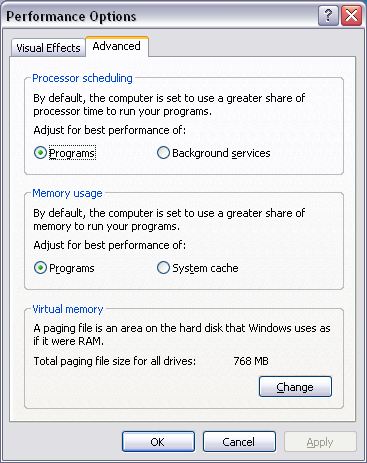 Performance Options
Visual Effects Advanced
Processor scheduling
By default, the computer is set to use a greater share of
processor time to run your programs.
Adjust for best performance of:
Programs Background services
Memory usage
By default, the computer is set to use a greater share of
memory to run your programs.
Adjust for best performance of:
Programs System cache
Virtual memory
A paging file is an area on the hard disk that Windows uses as
if it were RAM.
Total paging file size for all drives: 768 MB
Change
OK Cancel Apply